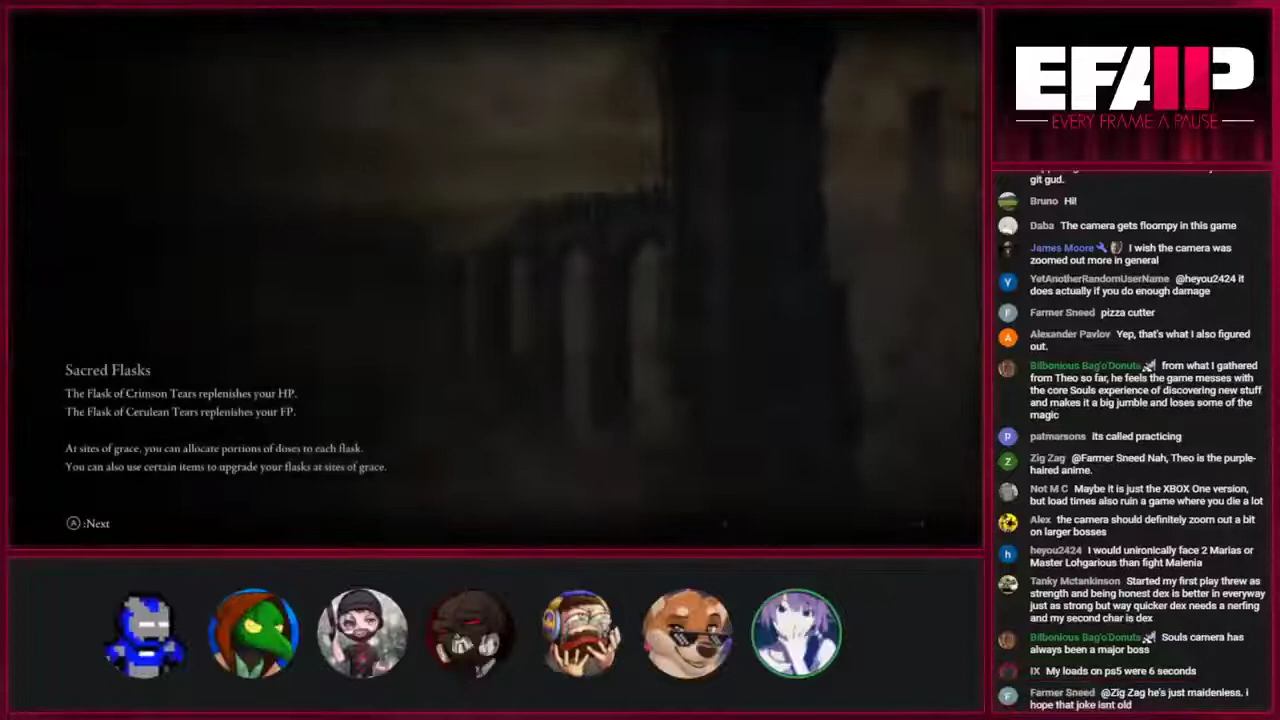 Sacred Flasks
The Flask of Crimson Tears replenishes your HP.
The Flask of Cerulean Tears replenishes your FP.
At sites of grace, you can allocate portions of doses to each flask.
You can also use certain items to upgrade your flasks at sites of grace.
A :Next
EFAP
EVERY FRAME A PAUSE
git gud.
Bruno Hi!
Daba The camera gets floompy in this game
James Moore I wish the camera was
zoomed out more in general
Y
YetAnotherRandomUserName @heyou2424 it
does actually if you do enough damage
F
Farmer Sneed pizza cutter
A
Alexander Pavlov Yep, that's what I also figured
out.
Bilbonious Bag'o'Donuts from what I gathered
from Theo so far, he feels the game messes with
the core Souls experience of discovering new stuff
and makes it a big jumble and loses some of the
magic
P
patmarsons its called practicing
Z
Zig Zag @Farmer Sneed Nah, Theo is the purple-
haired anime.
Not M C Maybe it is just the XBOX One version,
but load times also ruin a game where you die a lot
Alex the camera should definitely zoom out a bit
on larger bosses
h
heyou2424 I would unironically face 2 Marias or
Master Lohgarious than fight Malenia
Tanky Mctankinson Started my first play threw as
strength and being honest dex is better in everyway
just as strong but way quicker dex needs a nerfing
and my second char is dex
Bilbonious Bag'o'Donuts Souls camera has
always been a major boss
IX My loads on ps5 were 6 seconds
F
Farmer Sneed @Zig Zag he's just maidenless. i
hope that joke isnt old